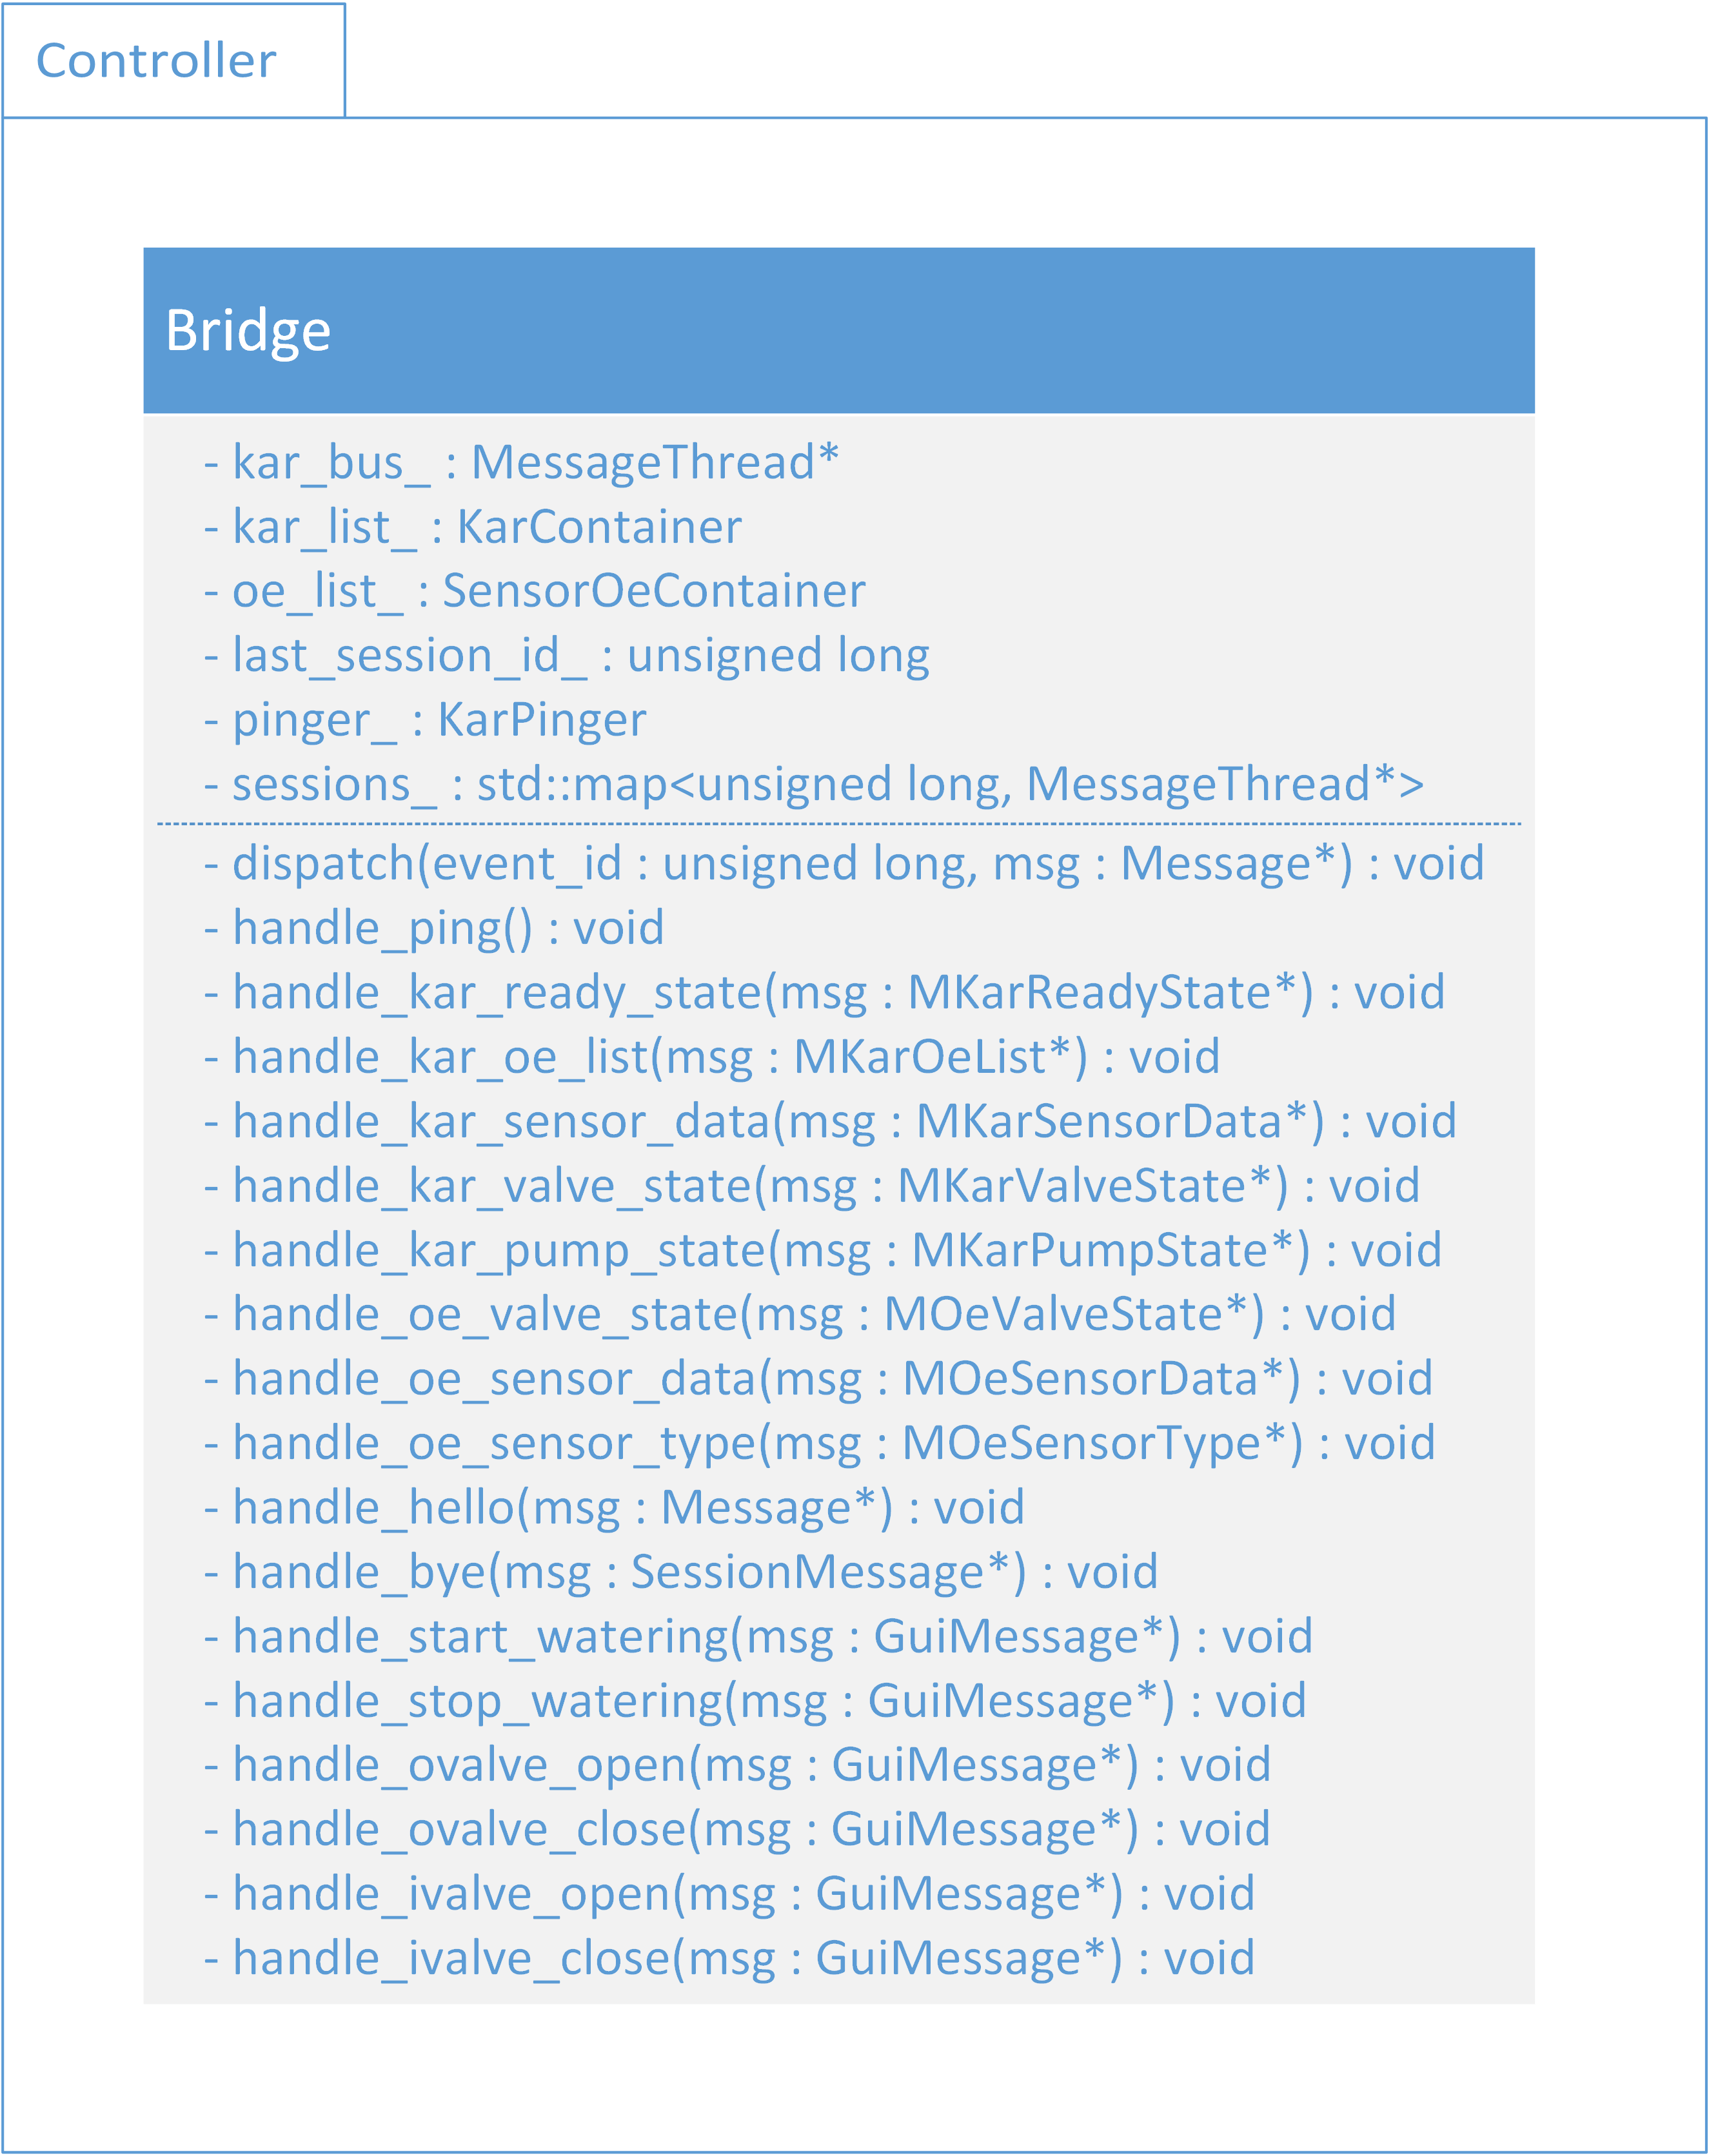 Controller
Bridge
- kar_bus_ : MessageThread*
- kar_list_ : KarContainer
- oe_list_ : SensorOeContainer
- last_session_id_ : unsigned long
- pinger_ : KarPinger
- sessions_ : std::map<unsigned long, MessageThread*>
- dispatch(event_id : unsigned long, msg : Message*) : void
- handle_ping() : void
- handle_kar_ready_state(msg : MKarReadyState*) : void
- handle_kar_oe_list(msg : MKarOeList*) : void
- handle_kar_sensor_data(msg : MKarSensorData*) : void
- handle_kar_valve_state(msg : MKarValveState*) : void
- handle_kar_pump_state(msg : MKarPumpState*) : void
- handle_oe_valve_state(msg : MOeValveState*) : void
- handle_oe_sensor_data(msg : MOeSensorData*) : void
- handle_oe_sensor_type(msg : MOeSensorType*) : void
- handle_hello(msg : Message*) : void
- handle_bye(msg : SessionMessage*) : void
- handle_start_watering(msg : GuiMessage*) : void
- handle_stop_watering(msg : GuiMessage*) : void
- handle_ovalve_open(msg : GuiMessage*) : void
- handle_ovalve_close(msg : GuiMessage*) : void
- handle_ivalve_open(msg : GuiMessage*) : void
- handle_ivalve_close(msg : GuiMessage*) : void